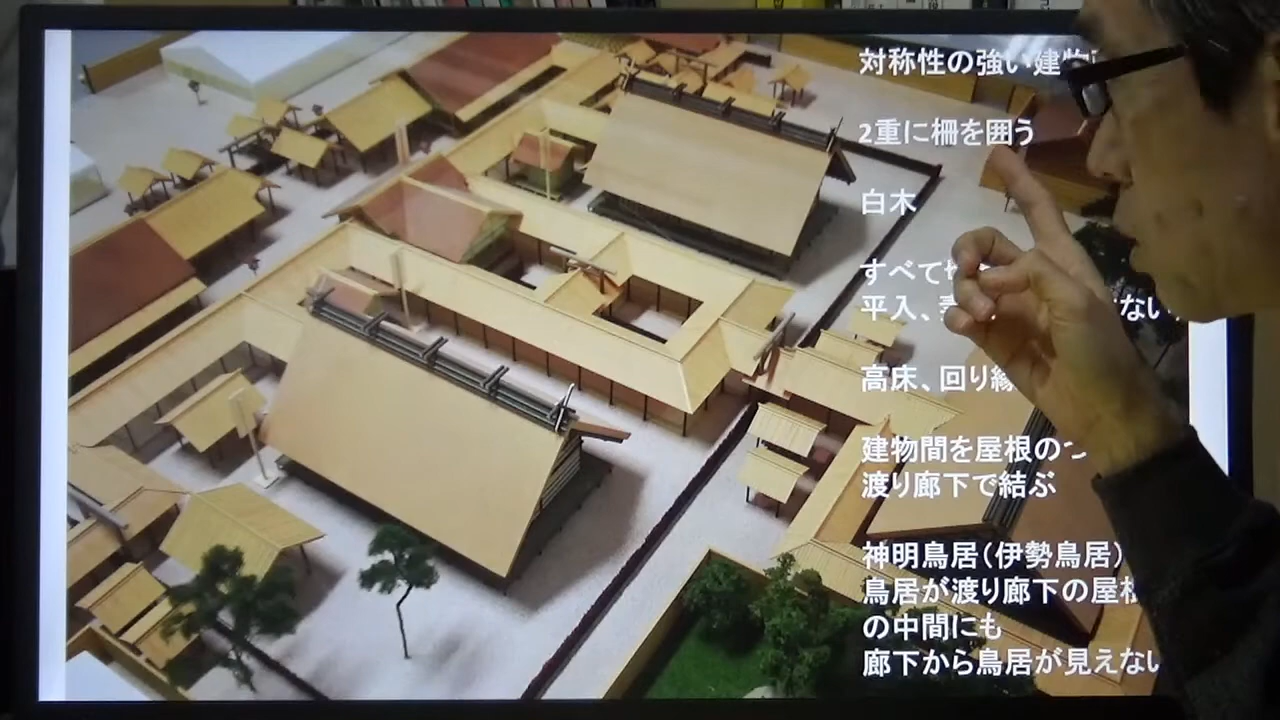 対称性の強い建物
2重に柵を囲う
白木
すべて
平入、
ない
高床、回り縁
建物間を屋根のつ
渡り廊下で結ぶ
神明鳥居（伊勢鳥居）
鳥居が渡り廊下の屋根
の中間にも
廊下から鳥居が見えない